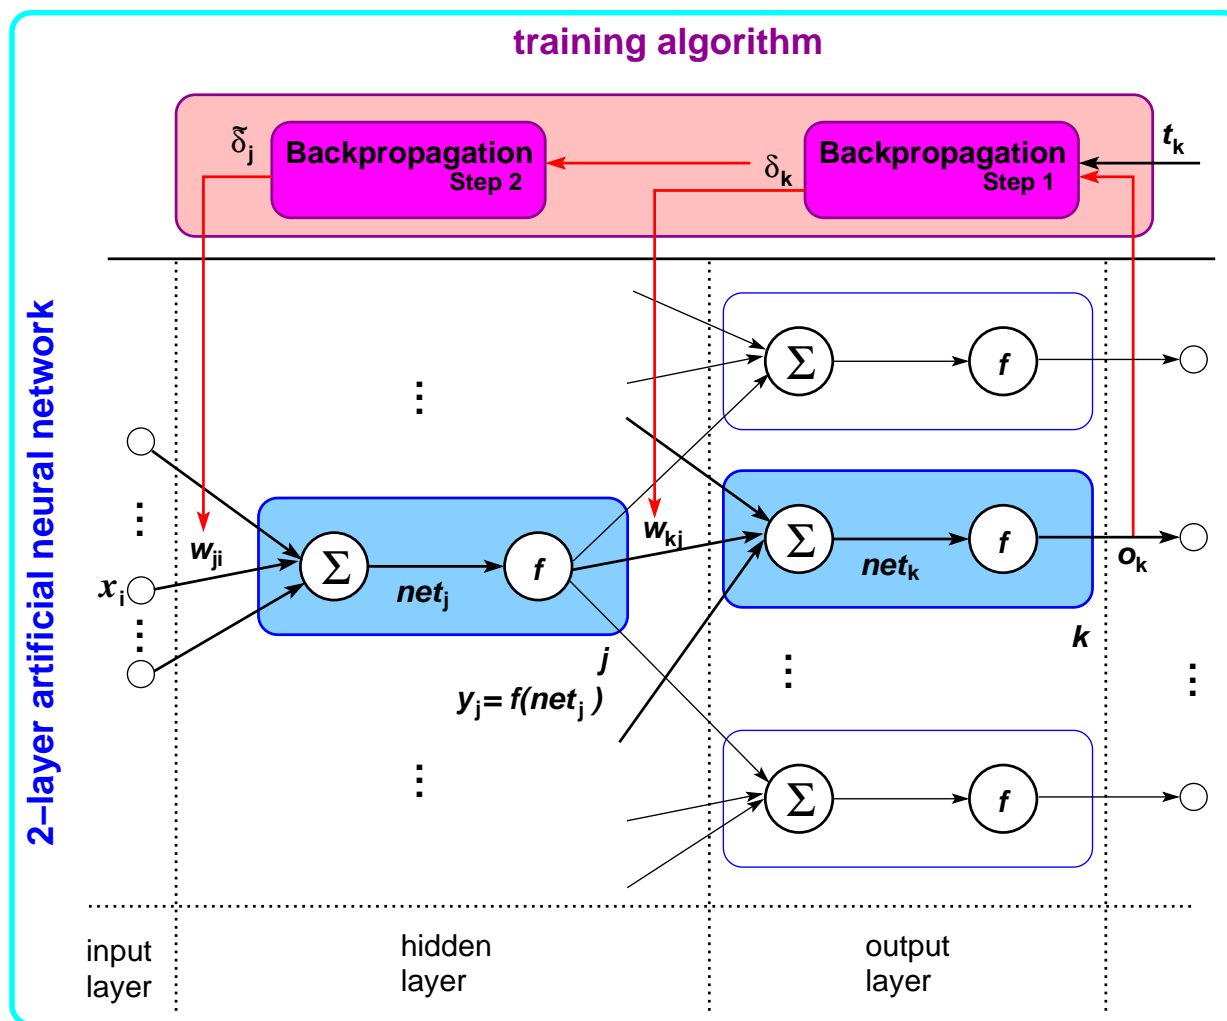 training algorithm
δ̃j
Backpropagation
Step 2
δk
Backpropagation
Step 1
tk
2–layer artificial neural network
Σ
f
⋮
wji
wkj
xi
Σ
netj
f
Σ
netk
f
ok
j
k
yj= f(netj )
Σ
f
input
layer
hidden
layer
output
layer